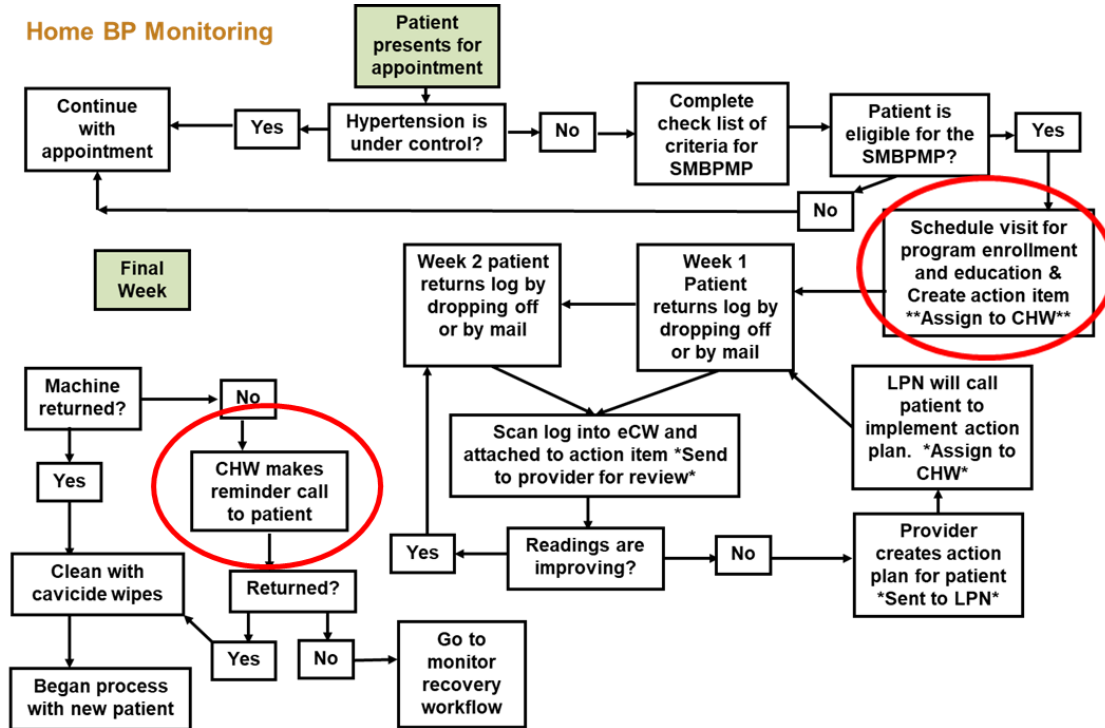 Home BP Monitoring
Patient
presents for
appointment
Continue
with
appointment
Yes
Hypertension is
under control?
No
Complete
check list of
criteria for
SMBPMP
Patient is
eligible for the
SMBPMP?
Yes
No
Schedule visit for
program enrollment
and education &
Create action item
**Assign to CHW**
Week 1
Patient
returns log by
dropping off
or by mail
Week 2 patient
returns log by
dropping off
or by mail
Scan log into eCW and
attached to action item *Send
to provider for review*
Readings are
improving?
Yes
No
Provider
creates action
plan for patient
*Sent to LPN*
LPN will call
patient to
implement action
plan. *Assign to
CHW*
Final
Week
Machine
returned?
No
Yes
CHW makes
reminder call
to patient
Returned?
Yes
No
Clean with
cavicide wipes
Began process
with new patient
Go to
monitor
recovery
workflow